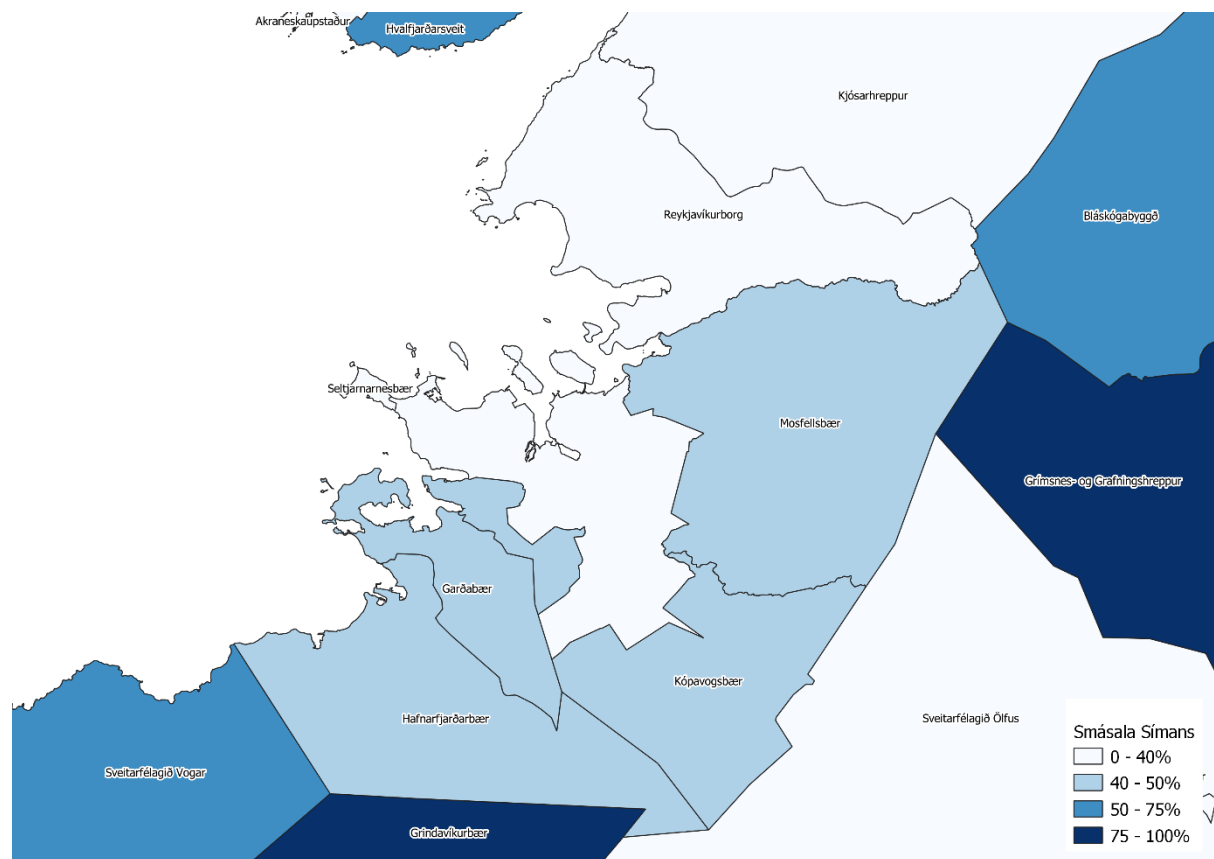 Akraneskaupstaður
Hvalfjarðarsveit
Kjósarhreppur
Reykjavíkurborg
Bláskógabyggð
Seltjarnarnesbær
Mosfellsbær
Grímsnes- og Grafningshreppur
Garðabær
Kópavogsbær
Hafnarfjarðarbær
Sveitarfélagið Ölfus
Sveitarfélagið Vogar
Grindavíkurbær
Smásala Símans
0 - 40%
40 - 50%
50 - 75%
75 - 100%